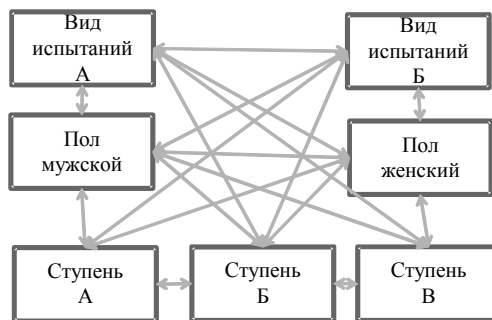 Вид
испытаний
А
Вид
испытаний
Б
Пол
мужской
Пол
женский
Ступень
А
Ступень
Б
Ступень
В